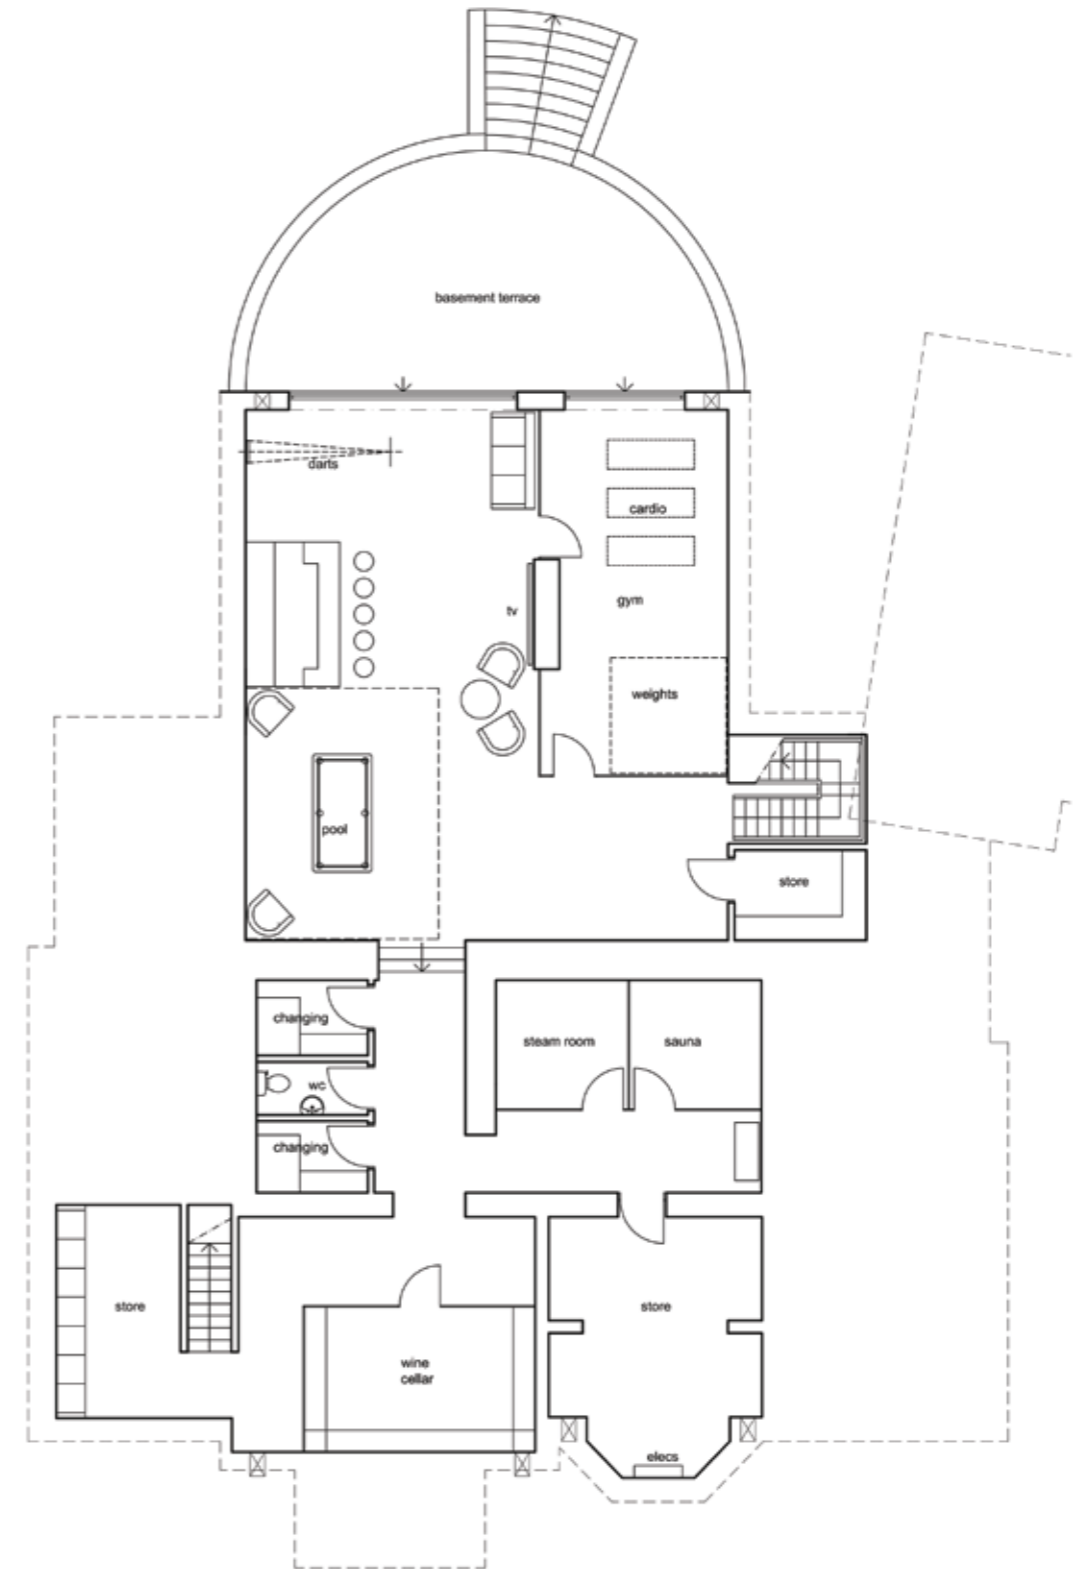 basement terrace
darts
cardio
tv
gym
weights
pool
store
changing
steam room
sauna
wc
changing
store
store
wine
cellar
elecs